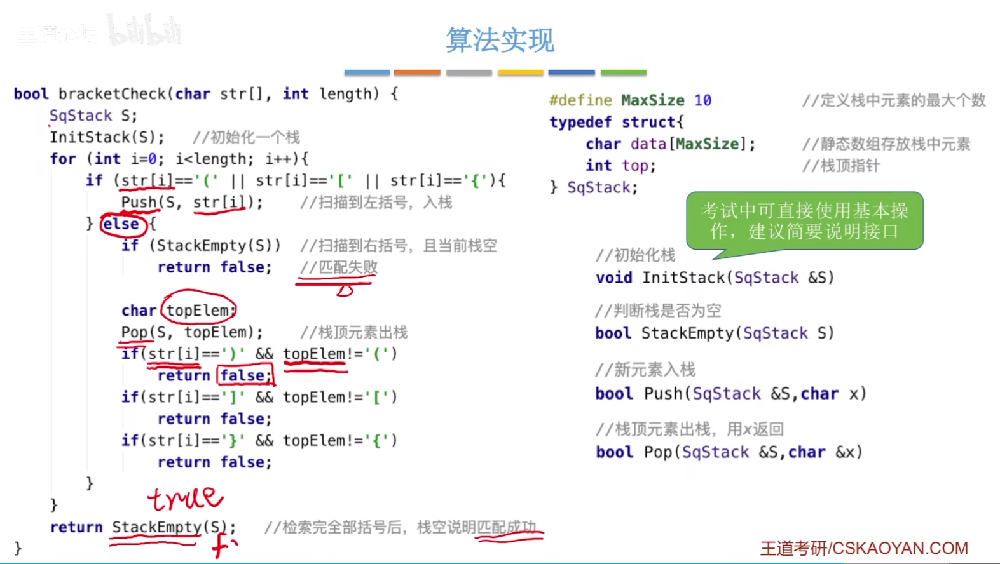 王道论坛 bilibili
算法实现
bool bracketCheck(char str[], int length) {
SqStack S;
InitStack(S); //初始化一个栈
for (int i=0; i<length; i++){
if (str[i]=='(' || str[i]=='[' || str[i]=='{'){
Push(S, str[i]); //扫描到左括号，入栈
} else {
if (StackEmpty(S)) //扫描到右括号，且当前栈空
return false; //匹配失败
char topElem;
Pop(S, topElem); //栈顶元素出栈
if(str[i]==')' && topElem!='(')
return false;
if(str[i]==']' && topElem!='[')
return false;
if(str[i]=='}' && topElem!='{')
return false;
}
true
}
return StackEmpty(S); //检索完全部括号后，栈空说明匹配成功
f
}
#define MaxSize 10 //定义栈中元素的最大个数
typedef struct{
char data[MaxSize]; //静态数组存放栈中元素
int top; //栈顶指针
} SqStack;
考试中可直接使用基本操
作，建议简要说明接口
//初始化栈
void InitStack(SqStack &S)
//判断栈是否为空
bool StackEmpty(SqStack S)
//新元素入栈
bool Push(SqStack &S,char x)
//栈顶元素出栈，用x返回
bool Pop(SqStack &S,char &x)
王道考研/CSKAOYAN.COM